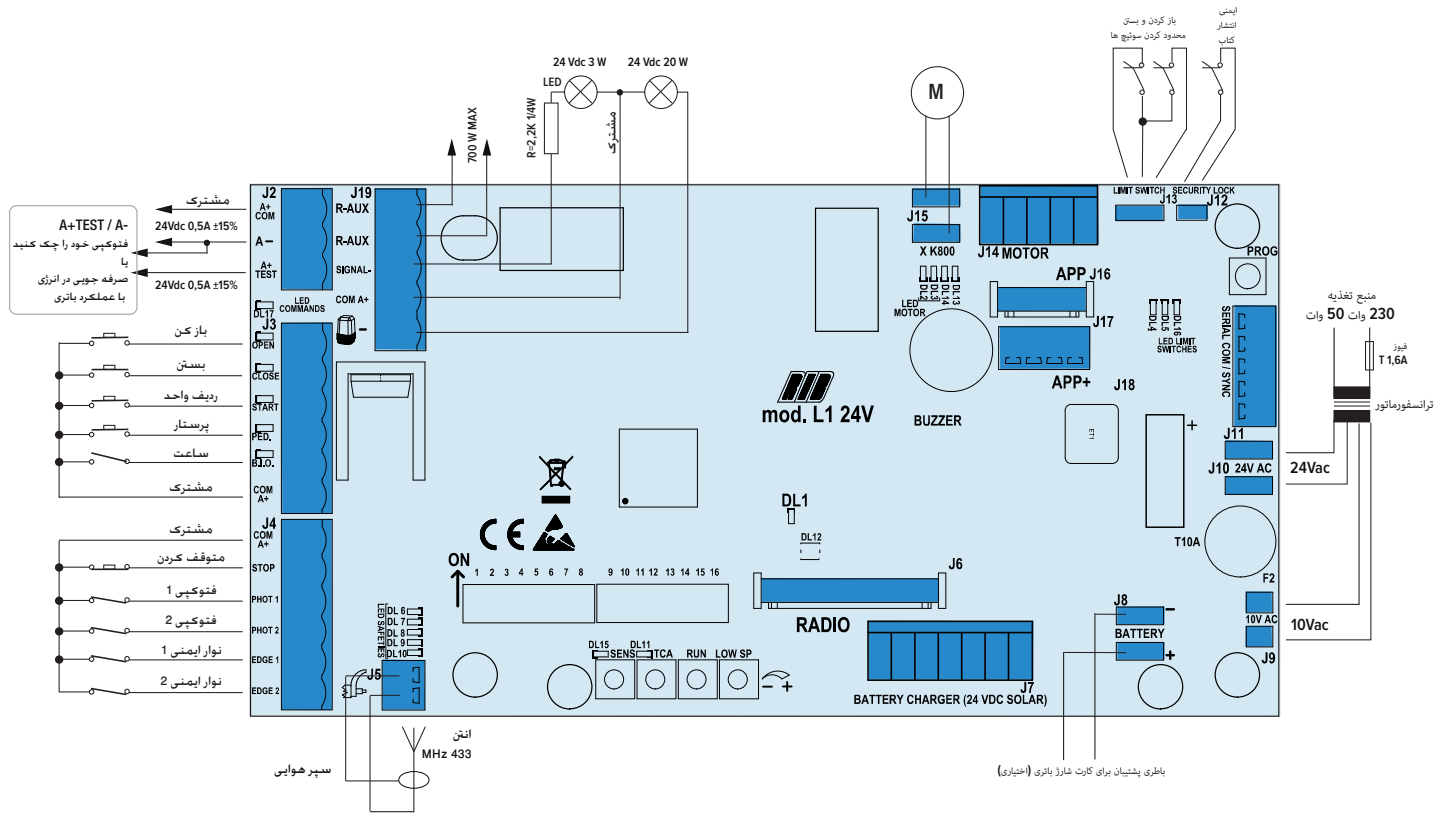 ایمنی
انتشار
کتاب
باز کردن و بستن
محدود کردن سوئیچ ها
24 Vdc 3 W
24 Vdc 20 W
LED
R=2,2K 1/4W
مشترک
700 W MAX
M
J2
A+
COM
A-
A+
TEST
مشترک
24Vdc 0,5A ±15%
24Vdc 0,5A ±15%
A+TEST / A-
فتوکپی خود را چک کنید
یا
صرفه جویی در انرژی
با عملکرد باتری
J19
R-AUX
R-AUX
SIGNAL-
COM A+
-
LED
COMMANDS
DL17
J3
OPEN
CLOSE
START
PED.
B.I.O.
COM
A+
باز کن
بستن
ردیف واحد
پرستار
ساعت
مشترک
J4
COM
A+
STOP
PHOT 1
PHOT 2
EDGE 1
EDGE 2
مشترک
متوقف کردن
فتوکپی 1
فتوکپی 2
نوار ایمنی 1
نوار ایمنی 2
J15
X K800
J14 MOTOR
LIMIT SWITCH
J13
SECURITY LOCK
J12
PROG
DL2
DL3
DL14
DL13
LED
MOTOR
APP J16
J17
APP+
DL4
DL5
DL16
LED LIMIT
SWITCHES
SERIAL COM / SYNC
BUZZER
J18
ET1
+
mod. L1 24V
منبع تغذیه
230 وات 50 وات
فیوز
T 1,6A
ترانسفورماتور
J11
J10 24V AC
24Vac
T10A
F2
10V AC
J9
10Vac
CE
ON
1 2 3 4 5 6 7 8
9 10 11 12 13 14 15 16
DL1
DL12
J6
RADIO
J8
-
BATTERY
+
LED SAFETIES
DL 6
DL 7
DL 8
DL 9
DL10
J5
DL15
SENS
DL11
TCA
RUN
LOW SP
- +
J7
BATTERY CHARGER (24 VDC SOLAR)
انتن
MHz 433
سپر هوایی
باطری پشتیبان برای کارت شارژ باتری (اختیاری)